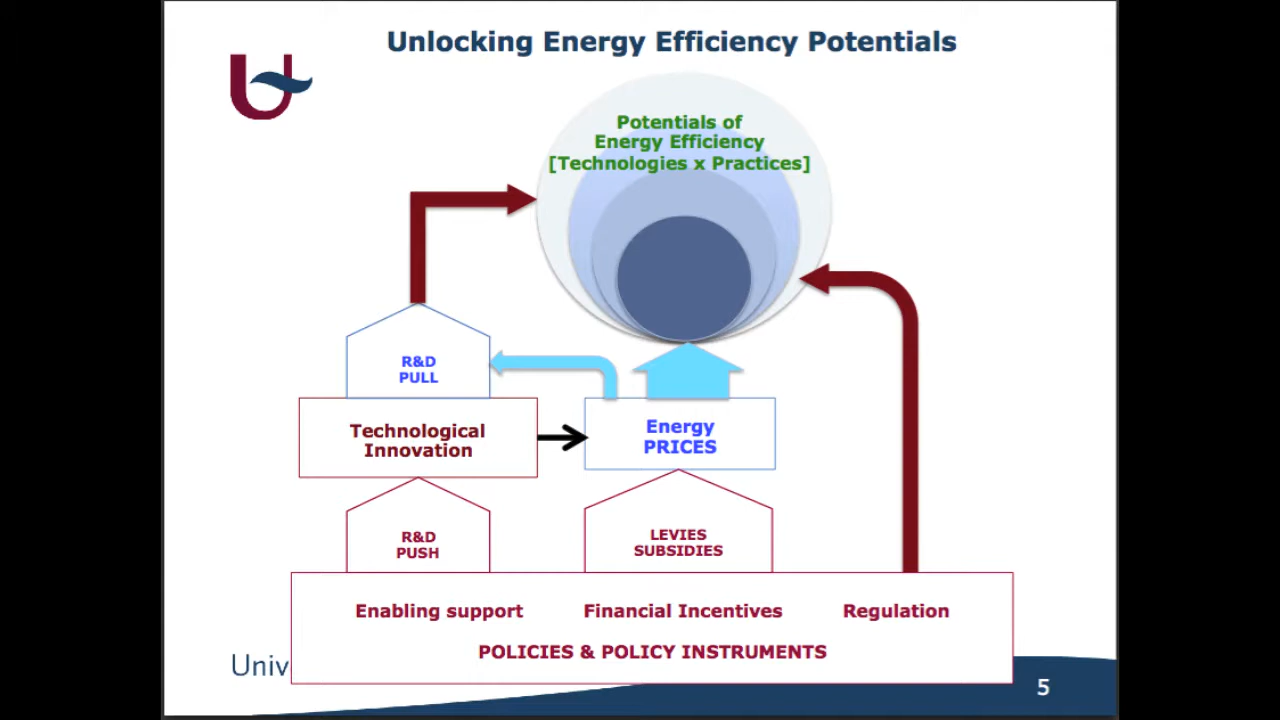 Unlocking Energy Efficiency Potentials
Potentials of
Energy Efficiency
[Technologies x Practices]
R&D
PULL
Technological
Innovation
Energy
PRICES
R&D
PUSH
LEVIES
SUBSIDIES
Enabling support
Financial Incentives
Regulation
POLICIES & POLICY INSTRUMENTS
Univ
5